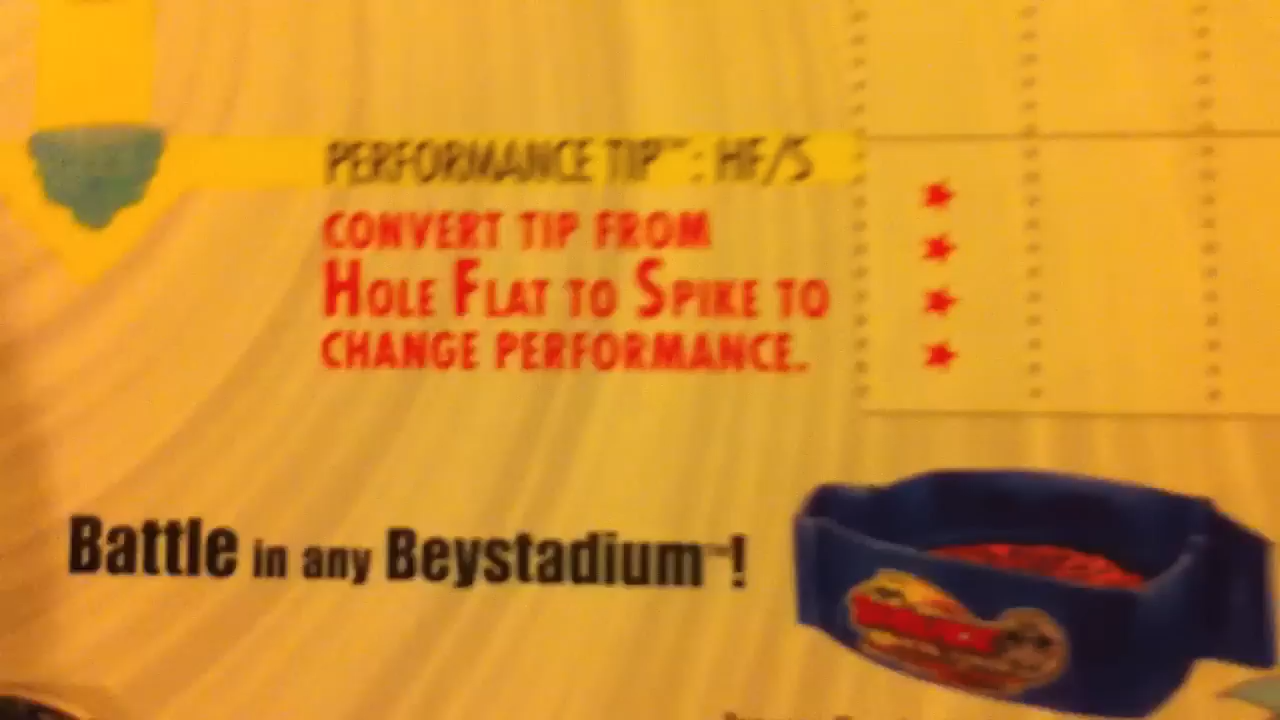 PERFORMANCE TIP™: HF/S
CONVERT TIP FROM
HOLE FLAT TO SPIKE TO
CHANGE PERFORMANCE.
Battle in any Beystadium™!